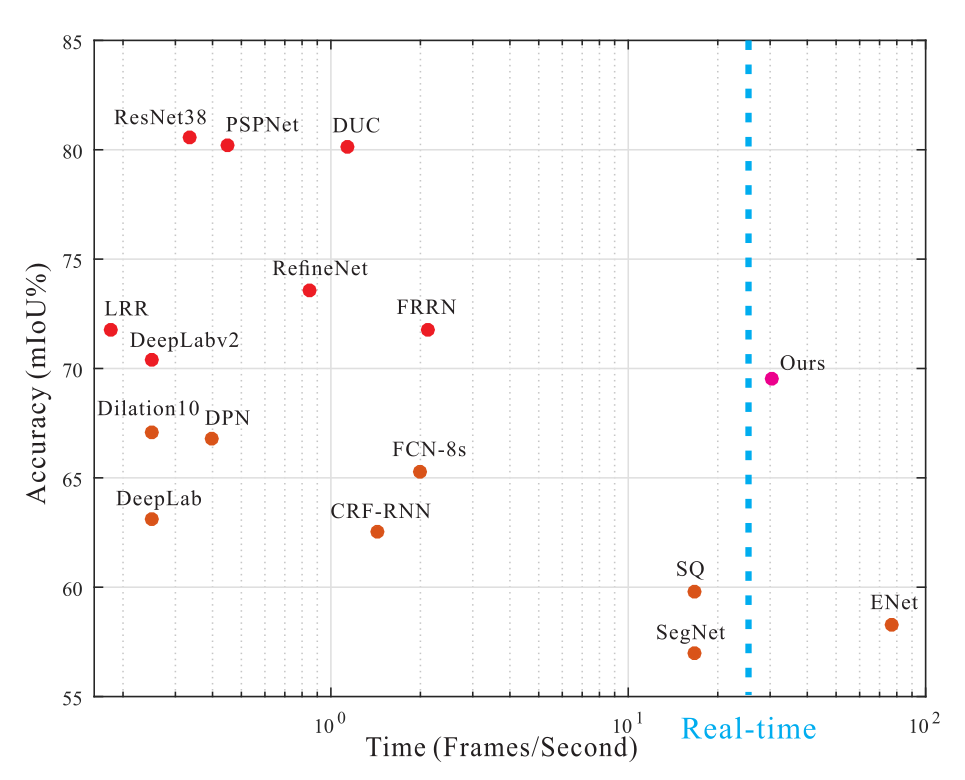 85
ResNet38
PSPNet
DUC
80
75
RefineNet
LRR
FRRN
DeepLabv2
Ours
70
Dilation10
DPN
FCN-8s
65
DeepLab
CRF-RNN
SQ
60
ENet
SegNet
55
Accuracy (mIoU%)
10^0
10^1
10^2
Real-time
Time (Frames/Second)